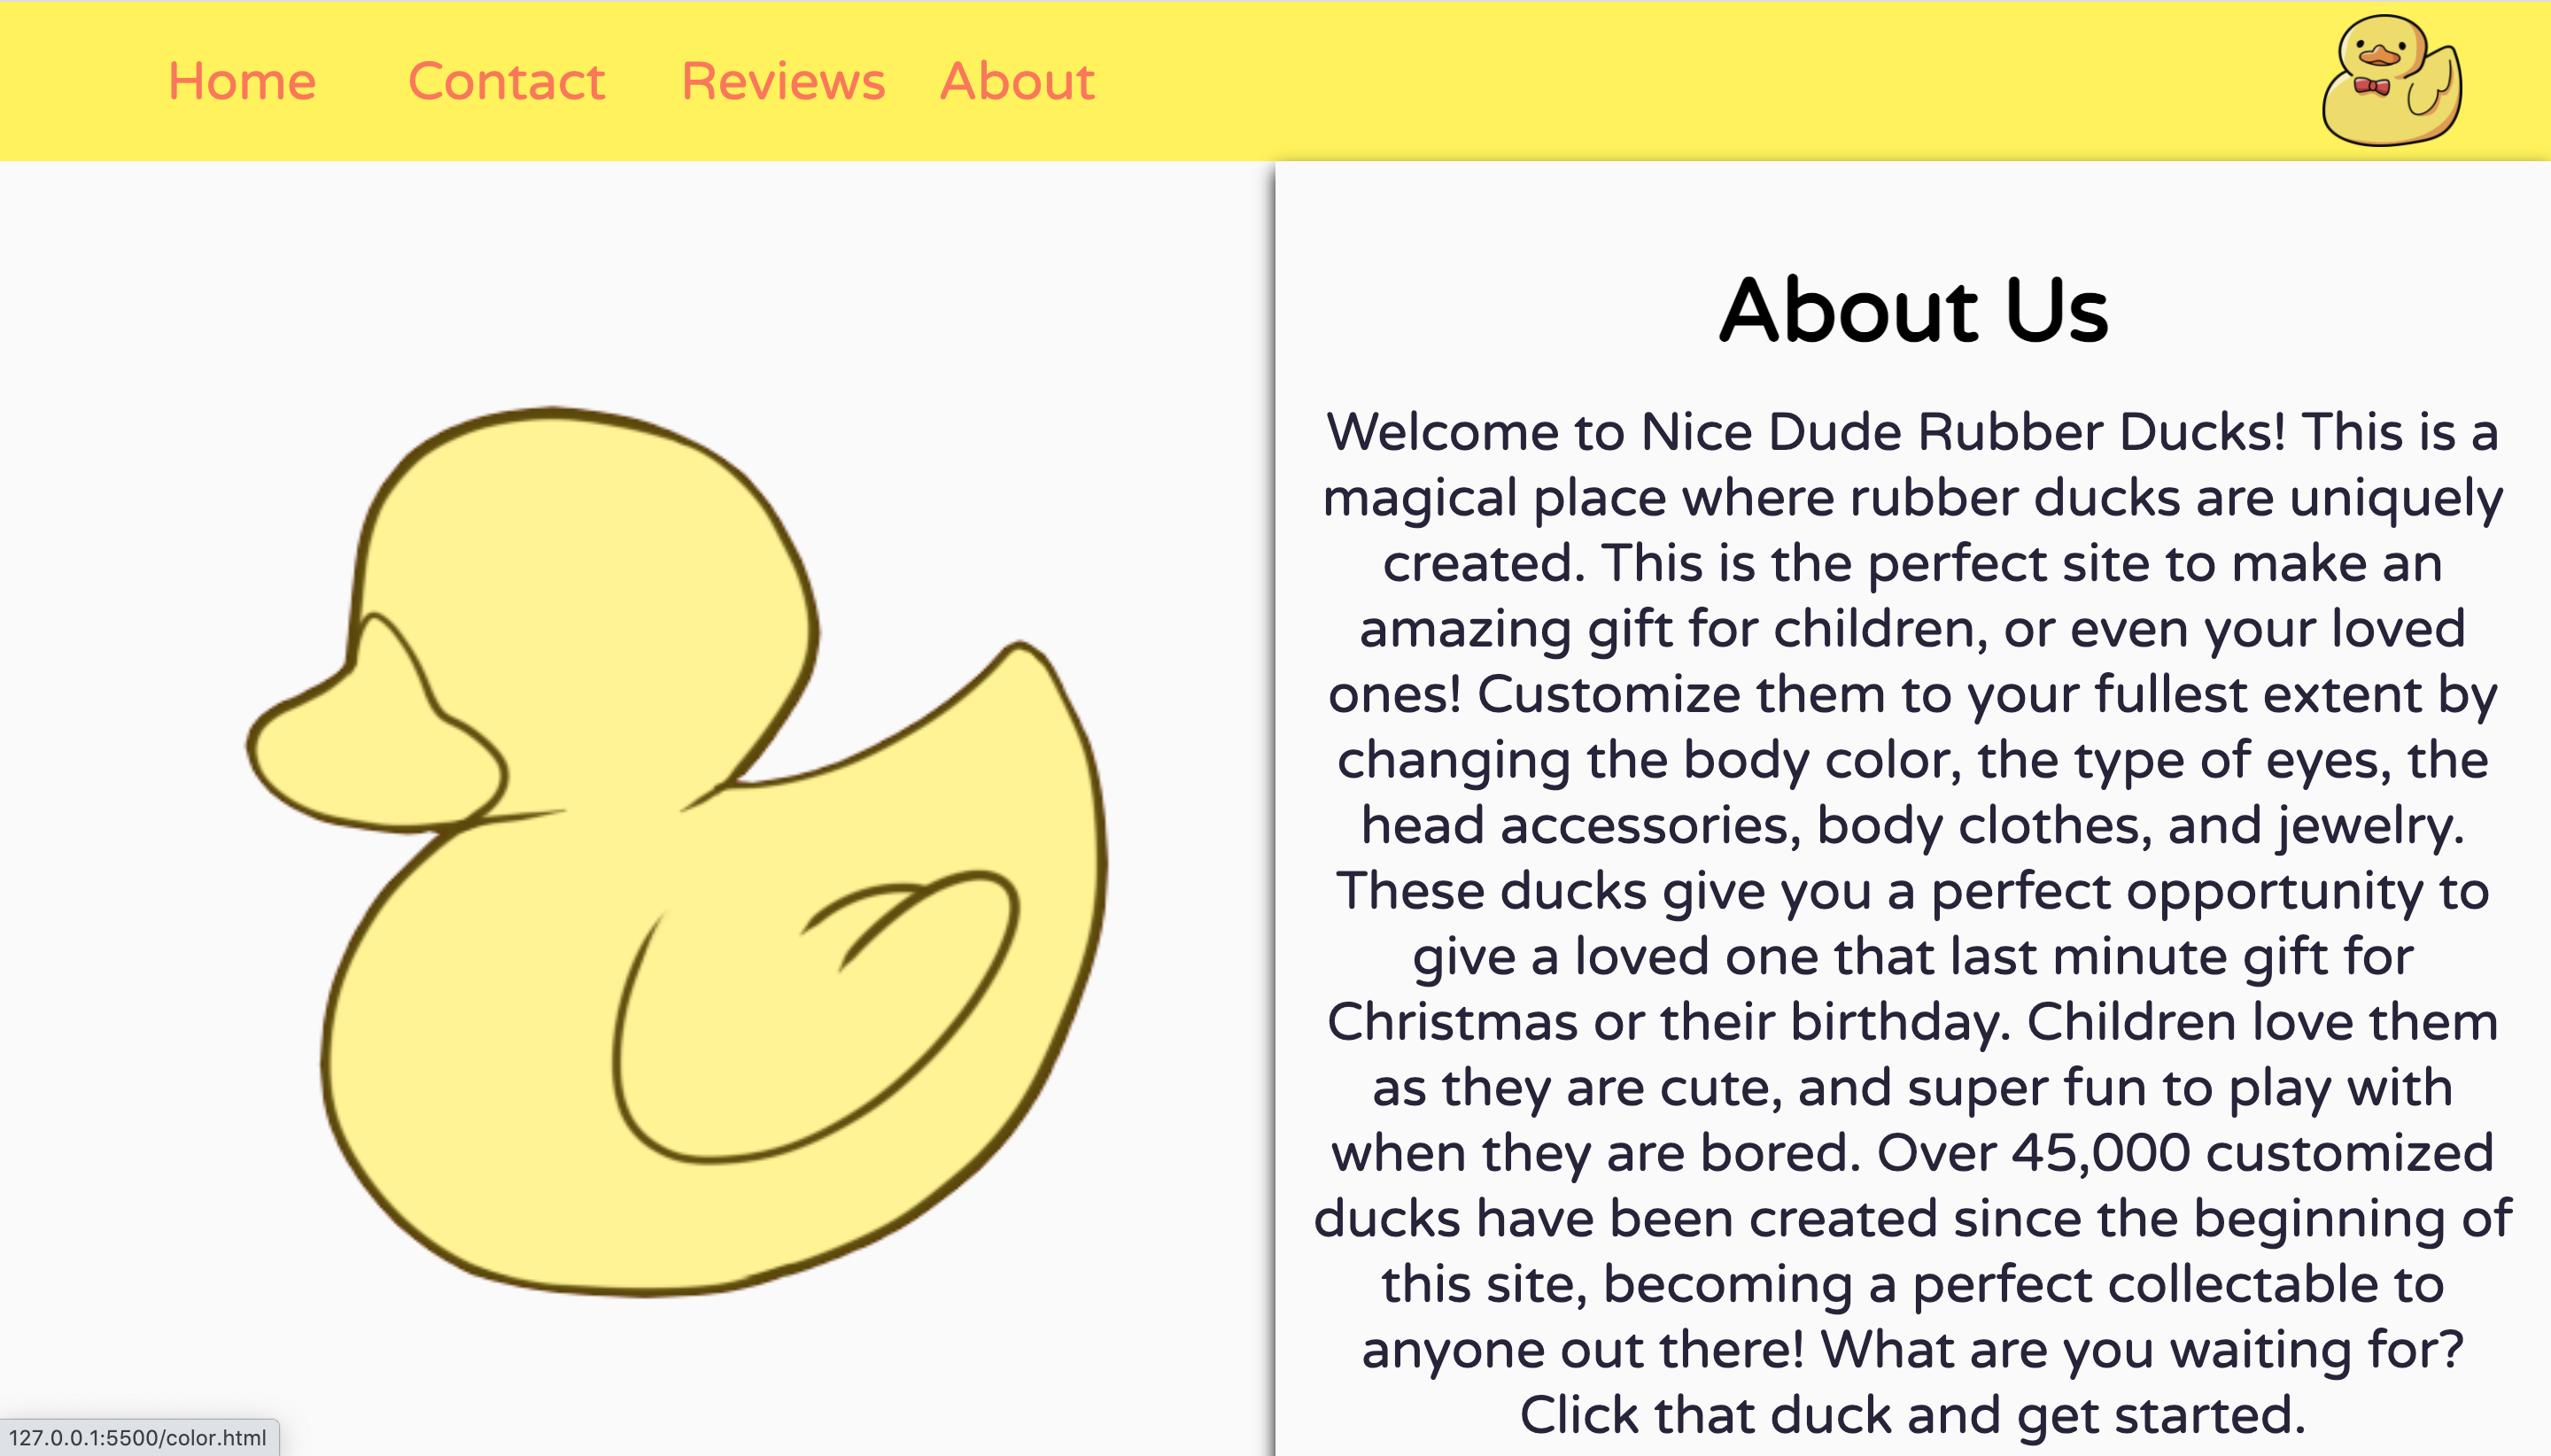 Home Contact Reviews About
About Us
Welcome to Nice Dude Rubber Ducks! This is a
magical place where rubber ducks are uniquely
created. This is the perfect site to make an
amazing gift for children, or even your loved
ones! Customize them to your fullest extent by
changing the body color, the type of eyes, the
head accessories, body clothes, and jewelry.
These ducks give you a perfect opportunity to
give a loved one that last minute gift for
Christmas or their birthday. Children love them
as they are cute, and super fun to play with
when they are bored. Over 45,000 customized
ducks have been created since the beginning of
this site, becoming a perfect collectable to
anyone out there! What are you waiting for?
Click that duck and get started.
127.0.0.1:5500/color.html